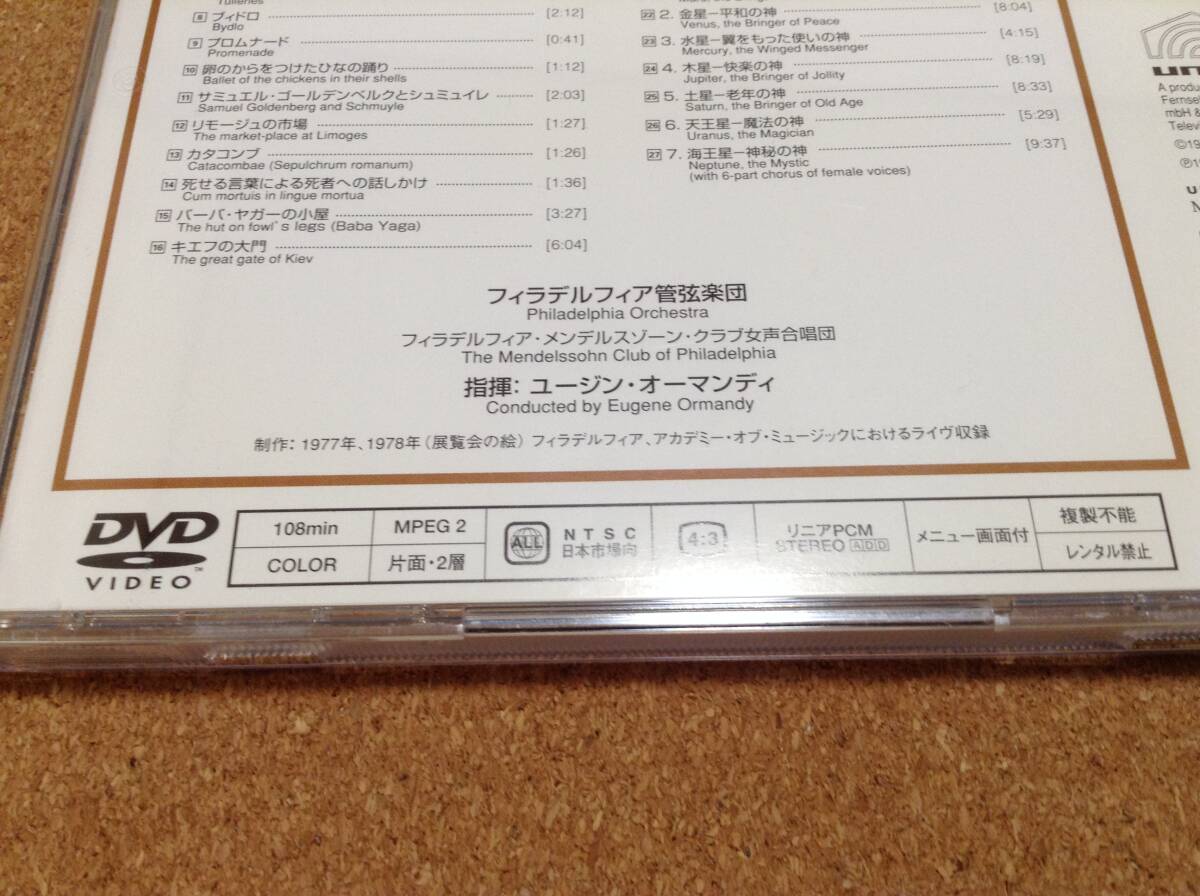 Tuileries
8 ブィドロ [2:12]
Bydlo
9 プロムナード [0:41]
Promenade
10 卵のからをつけたひなの踊り [1:12]
Ballet of the chickens in their shells
11 サミュエル・ゴールデンベルクとシュミュイレ [2:03]
Samuel Goldenberg and Schmuyle
12 リモージュの市場 [1:27]
The market-place at Limoges
13 カタコンブ [1:26]
Catacombae (Sepulchrum romanum)
14 死せる言葉による死者への話しかけ [1:36]
Cum mortuis in lingue mortua
15 バーバ・ヤガーの小屋 [3:27]
The hut on fowl`s legs (Baba Yaga)
16 キエフの大門 [6:04]
The great gate of Kiev
22 2. 金星−平和の神 [8:04]
Venus, the Bringer of Peace
23 3. 水星−翼をもった使いの神 [4:15]
Mercury, the Winged Messenger
24 4. 木星−快楽の神 [8:19]
Jupiter, the Bringer of Jollity
25 5. 土星−老年の神 [8:33]
Saturn, the Bringer of Old Age
26 6. 天王星−魔法の神 [5:29]
Uranus, the Magician
27 7. 海王星−神秘の神 [9:37]
Neptune, the Mystic
(with 6-part chorus of female voices)
フィラデルフィア管弦楽団
Philadelphia Orchestra
フィラデルフィア・メンデルスゾーン・クラブ女声合唱団
The Mendelssohn Club of Philadelphia
指揮: ユージン・オーマンディ
Conducted by Eugene Ormandy
制作: 1977年、1978年(展覧会の絵) フィラデルフィア、アカデミー・オブ・ミュージックにおけるライヴ収録
A produ
Fernse
mbH &
Televi
©19
℗19
DVD
VIDEO™
108min
MPEG 2
COLOR
片面・2層
ALL
NTSC
日本市場向
4:3
リニアPCM
STEREO ADD
メニュー画面付
複製不能
レンタル禁止